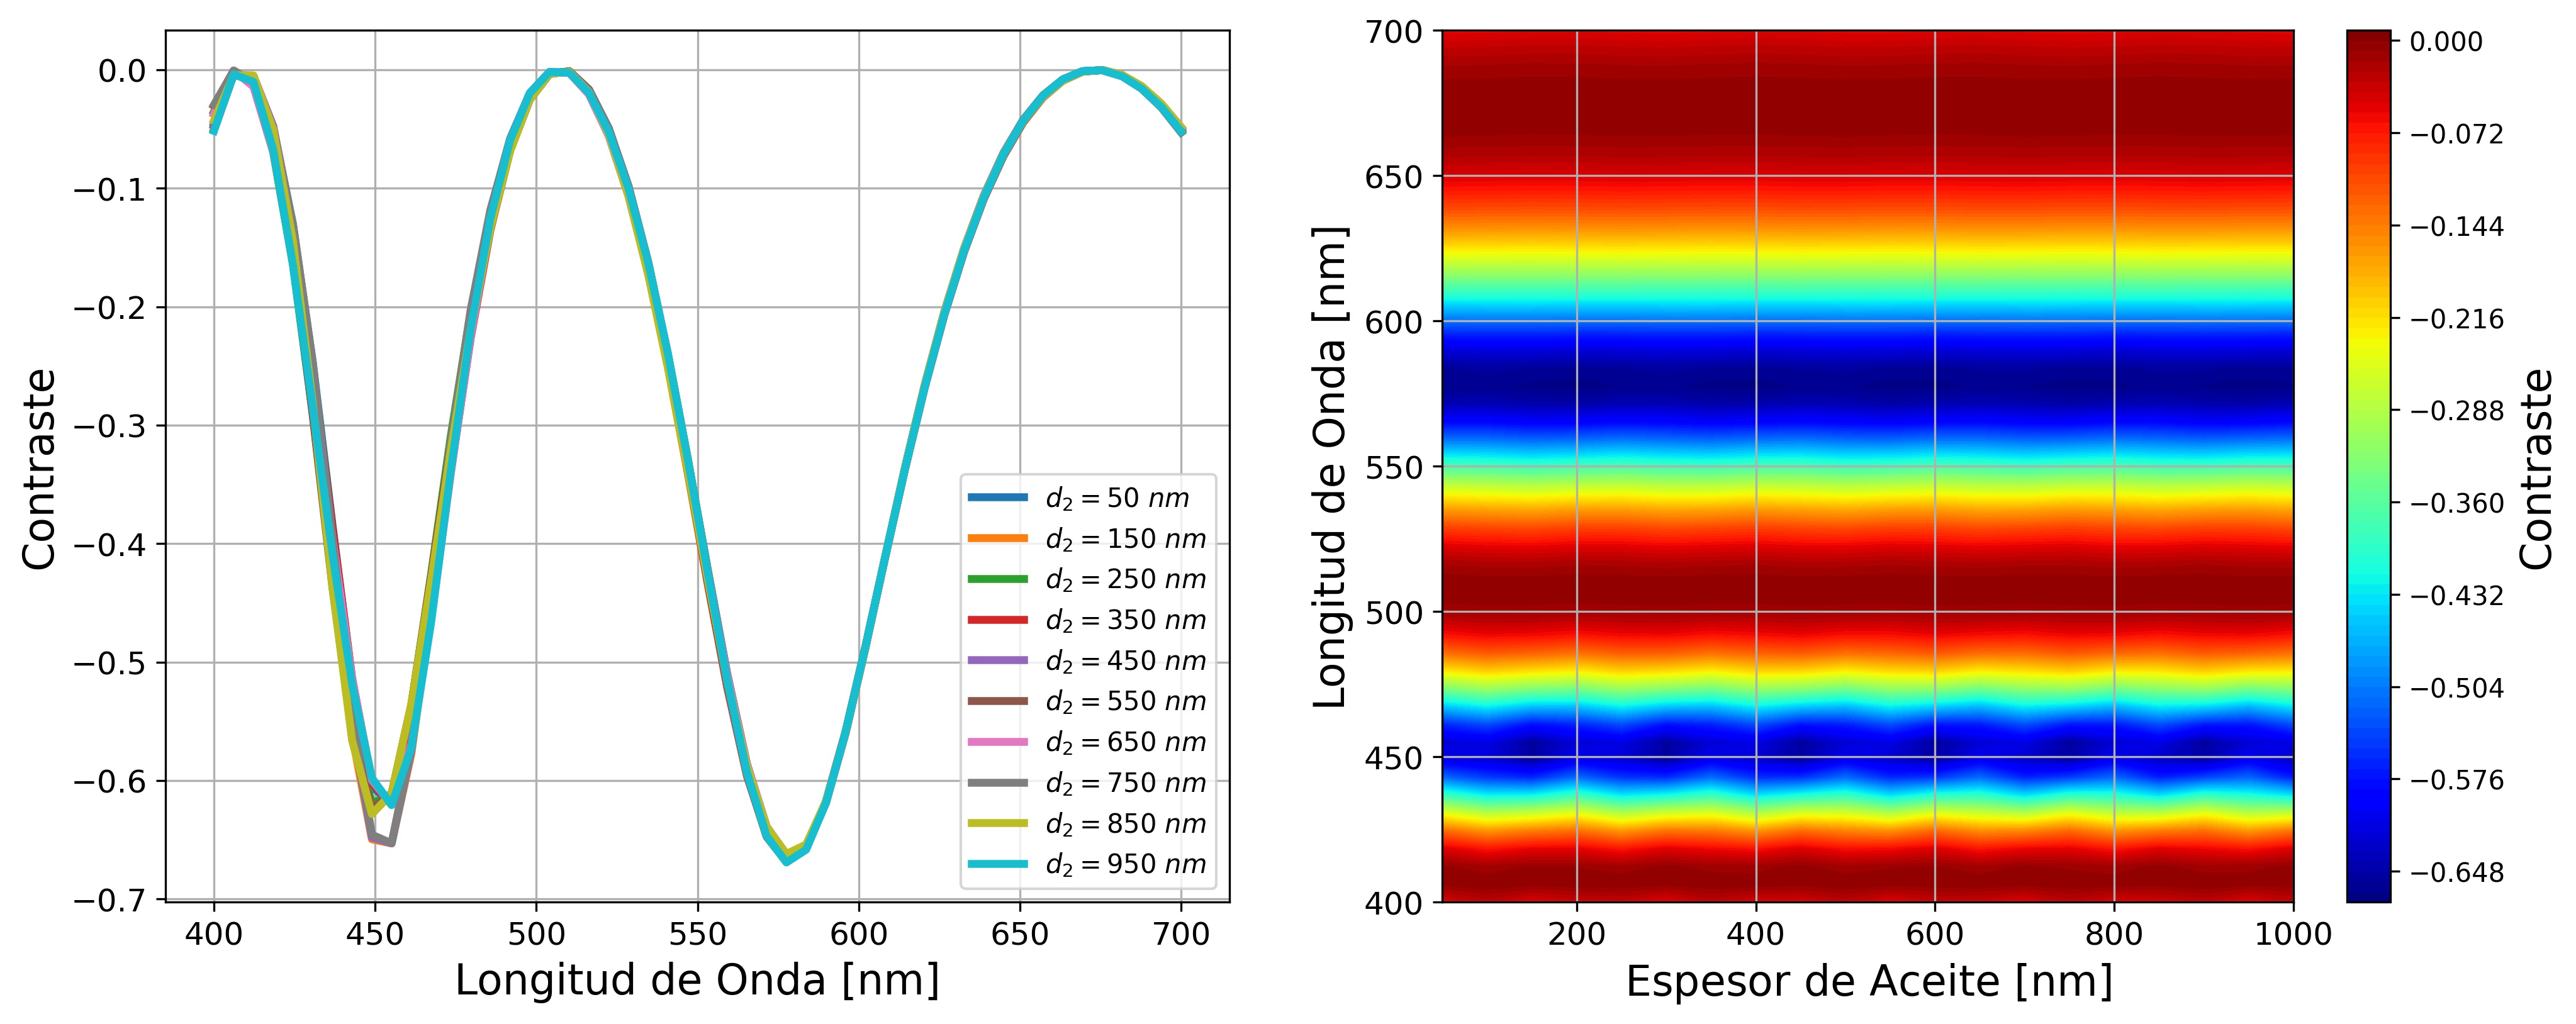 0.0
−0.1
−0.2
−0.3
−0.4
−0.5
−0.6
−0.7
Contraste
400 450 500 550 600 650 700
Longitud de Onda [nm]
d₂ = 50 nm
d₂ = 150 nm
d₂ = 250 nm
d₂ = 350 nm
d₂ = 450 nm
d₂ = 550 nm
d₂ = 650 nm
d₂ = 750 nm
d₂ = 850 nm
d₂ = 950 nm
700
650
600
550
500
450
400
Longitud de Onda [nm]
200 400 600 800 1000
Espesor de Aceite [nm]
0.000
−0.072
−0.144
−0.216
−0.288
−0.360
−0.432
−0.504
−0.576
−0.648
Contraste